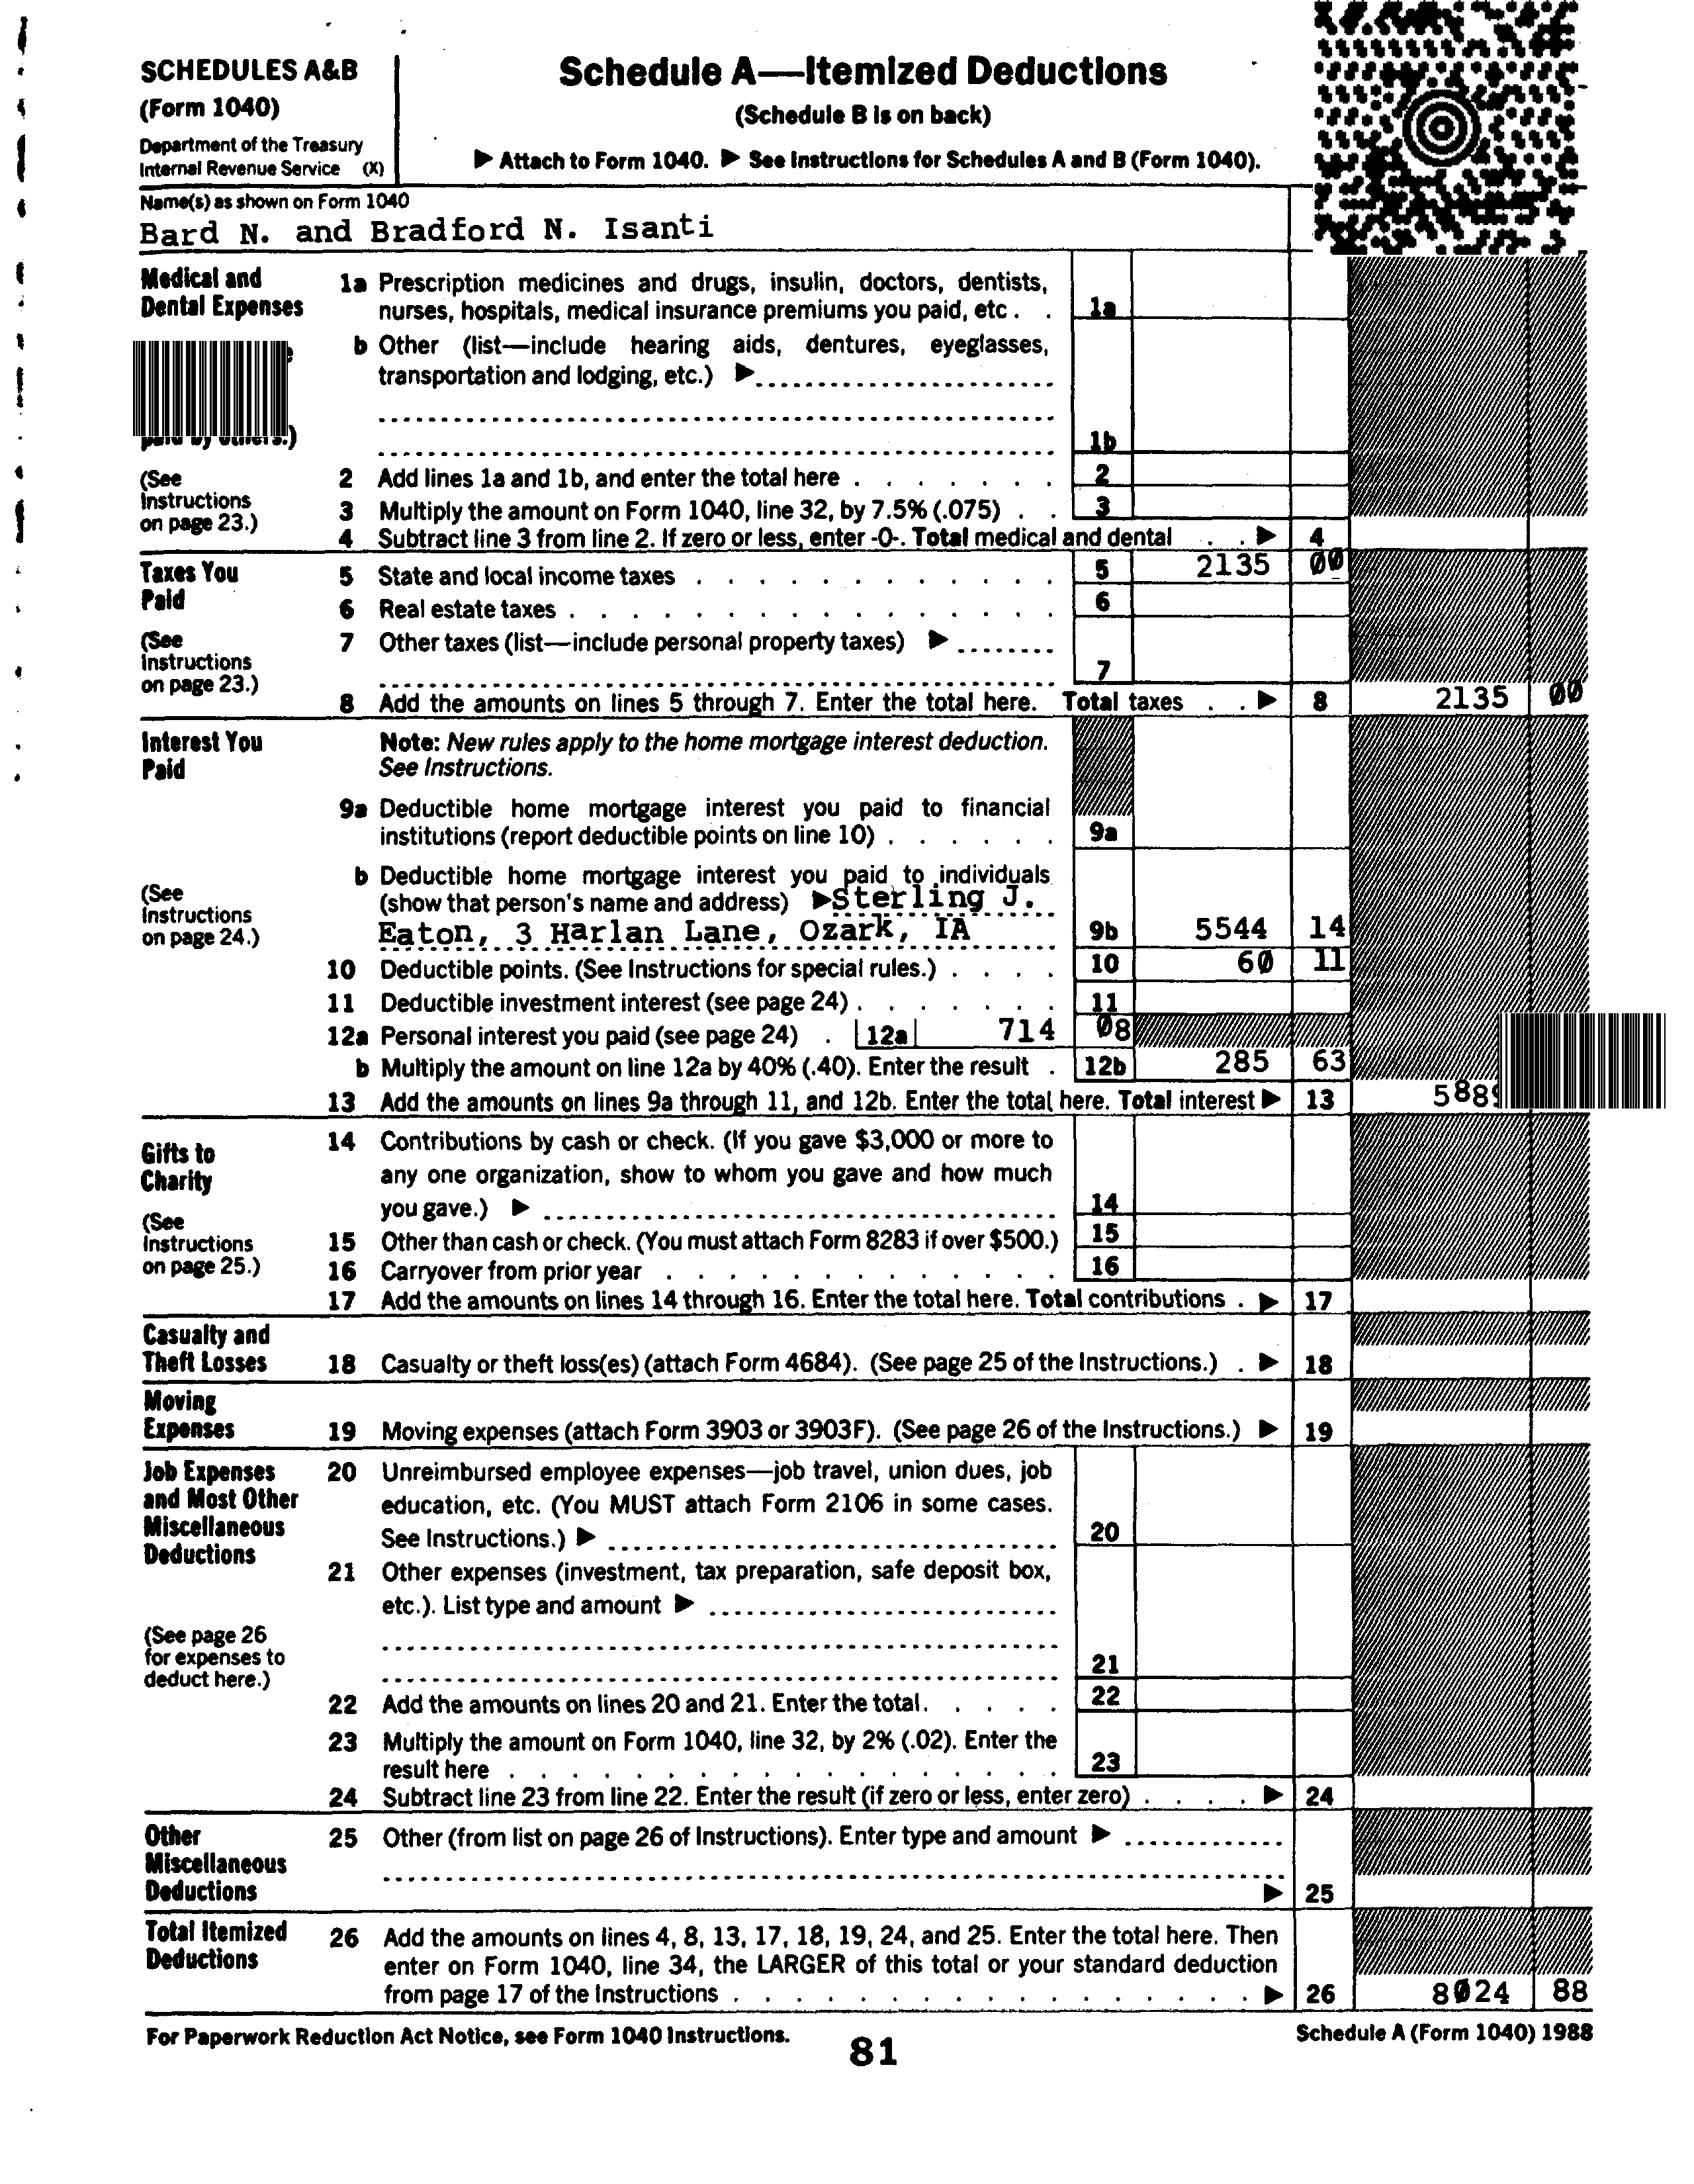 SCHEDULES A&B
(Form 1040)
Department of the Treasury
Internal Revenue Service (X)
Schedule A—Itemized Deductions
(Schedule B is on back)
▶ Attach to Form 1040. ▶ See Instructions for Schedules A and B (Form 1040).
Name(s) as shown on Form 1040
Bard N. and Bradford N. Isanti
Medical and
Dental Expenses
1a Prescription medicines and drugs, insulin, doctors, dentists,
nurses, hospitals, medical insurance premiums you paid, etc . . 1a
b Other (list—include hearing aids, dentures, eyeglasses,
transportation and lodging, etc.) ▶
1b
paid by others.)
(See
Instructions
on page 23.)
2 Add lines 1a and 1b, and enter the total here . . . . . . . 2
3 Multiply the amount on Form 1040, line 32, by 7.5% (.075) . . 3
4 Subtract line 3 from line 2. If zero or less, enter -0-. Total medical and dental . . ▶ 4
Taxes You
Paid
(See
Instructions
on page 23.)
5 State and local income taxes . . . . . . . . . . . . 5 2135 00
6 Real estate taxes . . . . . . . . . . . . . . . . 6
7 Other taxes (list—include personal property taxes) ▶
7
8 Add the amounts on lines 5 through 7. Enter the total here. Total taxes . . ▶ 8 2135 00
Interest You
Paid
Note: New rules apply to the home mortgage interest deduction.
See Instructions.
9a Deductible home mortgage interest you paid to financial
institutions (report deductible points on line 10) . . . . . . 9a
(See
Instructions
on page 24.)
b Deductible home mortgage interest you paid to individuals
(show that person's name and address) ▶ Sterling J.
Eaton, 3 Harlan Lane, Ozark, IA 9b 5544 14
10 Deductible points. (See Instructions for special rules.) . . . . 10 60 11
11 Deductible investment interest (see page 24) . . . . . . . 11
12a Personal interest you paid (see page 24) . 12a 714 08
b Multiply the amount on line 12a by 40% (.40). Enter the result . 12b 285 63
13 Add the amounts on lines 9a through 11, and 12b. Enter the total here. Total interest ▶ 13 5889
Gifts to
Charity
(See
Instructions
on page 25.)
14 Contributions by cash or check. (If you gave $3,000 or more to
any one organization, show to whom you gave and how much
you gave.) ▶ 14
15 Other than cash or check. (You must attach Form 8283 if over $500.) 15
16 Carryover from prior year . . . . . . . . . . . . . 16
17 Add the amounts on lines 14 through 16. Enter the total here. Total contributions . ▶ 17
Casualty and
Theft Losses
18 Casualty or theft loss(es) (attach Form 4684). (See page 25 of the Instructions.) . ▶ 18
Moving
Expenses
19 Moving expenses (attach Form 3903 or 3903F). (See page 26 of the Instructions.) ▶ 19
Job Expenses
and Most Other
Miscellaneous
Deductions
(See page 26
for expenses to
deduct here.)
20 Unreimbursed employee expenses—job travel, union dues, job
education, etc. (You MUST attach Form 2106 in some cases.
See Instructions.) ▶ 20
21 Other expenses (investment, tax preparation, safe deposit box,
etc.). List type and amount ▶
21
22 Add the amounts on lines 20 and 21. Enter the total . . . . . 22
23 Multiply the amount on Form 1040, line 32, by 2% (.02). Enter the
result here . . . . . . . . . . . . . . . . . . 23
24 Subtract line 23 from line 22. Enter the result (if zero or less, enter zero) . . . . ▶ 24
Other
Miscellaneous
Deductions
25 Other (from list on page 26 of Instructions). Enter type and amount ▶
▶ 25
Total Itemized
Deductions
26 Add the amounts on lines 4, 8, 13, 17, 18, 19, 24, and 25. Enter the total here. Then
enter on Form 1040, line 34, the LARGER of this total or your standard deduction
from page 17 of the Instructions . . . . . . . . . . . . . . . . . ▶ 26 8024 88
For Paperwork Reduction Act Notice, see Form 1040 Instructions.
Schedule A (Form 1040) 1988
81